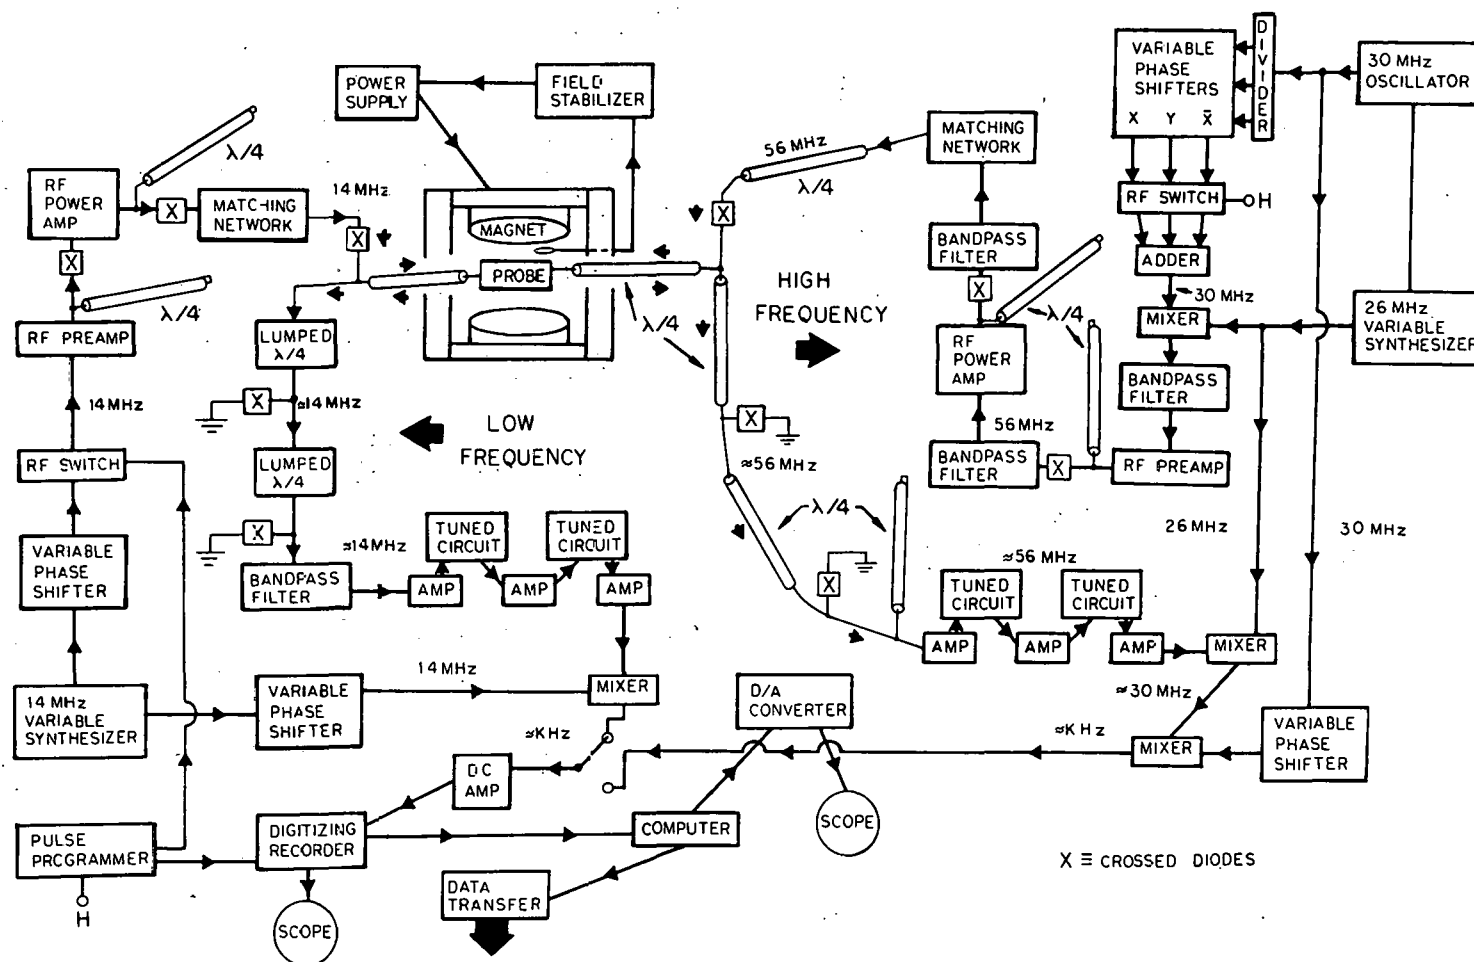 POWER
SUPPLY
FIELD
STABILIZER
VARIABLE
PHASE
SHIFTERS
X Y X̄
DIVIDER
30 MHz
OSCILLATOR
λ/4
RF
POWER
AMP
X
MATCHING
NETWORK
14 MHz
X
X
MAGNET
PROBE
56 MHz
λ/4
X
MATCHING
NETWORK
RF SWITCH
H
BANDPASS
FILTER
ADDER
30 MHz
HIGH
FREQUENCY
X
λ/4
λ/4
λ/4
RF PREAMP
LUMPED
λ/4
MIXER
26 MHz
VARIABLE
SYNTHESIZER
RF
POWER
AMP
BANDPASS
FILTER
14 MHz
X
≈14 MHz
LOW
FREQUENCY
X
56 MHz
RF SWITCH
LUMPED
λ/4
≈56 MHz
BANDPASS
FILTER
X
RF PREAMP
λ/4
26 MHz
30 MHz
X
VARIABLE
PHASE
SHIFTER
≈14 MHz
TUNED
CIRCUIT
TUNED
CIRCUIT
BANDPASS
FILTER
AMP
AMP
AMP
X
≈56 MHz
TUNED
CIRCUIT
TUNED
CIRCUIT
AMP
AMP
AMP
MIXER
14 MHz
VARIABLE
SYNTHESIZER
VARIABLE
PHASE
SHIFTER
14 MHz
MIXER
D/A
CONVERTER
≈30 MHz
≈KHz
≈KHz
MIXER
VARIABLE
PHASE
SHIFTER
DC
AMP
PULSE
PROGRAMMER
DIGITIZING
RECORDER
COMPUTER
SCOPE
X ≡ CROSSED DIODES
H
DATA
TRANSFER
SCOPE